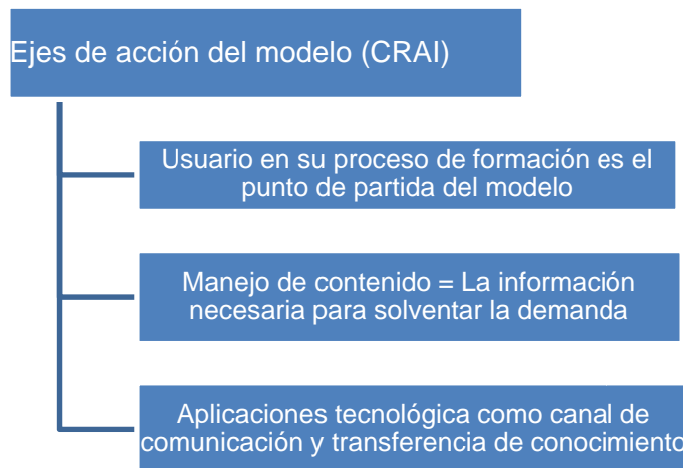 Ejes de acción del modelo (CRAI)
Usuario en su proceso de formación es el
punto de partida del modelo
Manejo de contenido = La información
necesaria para solventar la demanda
Aplicaciones tecnológica como canal de
comunicación y transferencia de conocimiento